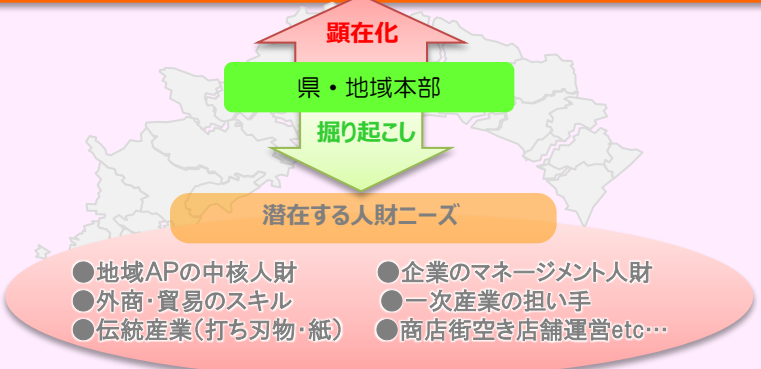 顕在化
県・地域本部
掘り起こし
潜在する人財ニーズ
●地域APの中核人財 ●企業のマネージメント人財
●外商・貿易のスキル ●一次産業の担い手
●伝統産業(打ち刃物・紙) ●商店街空き店舗運営etc…